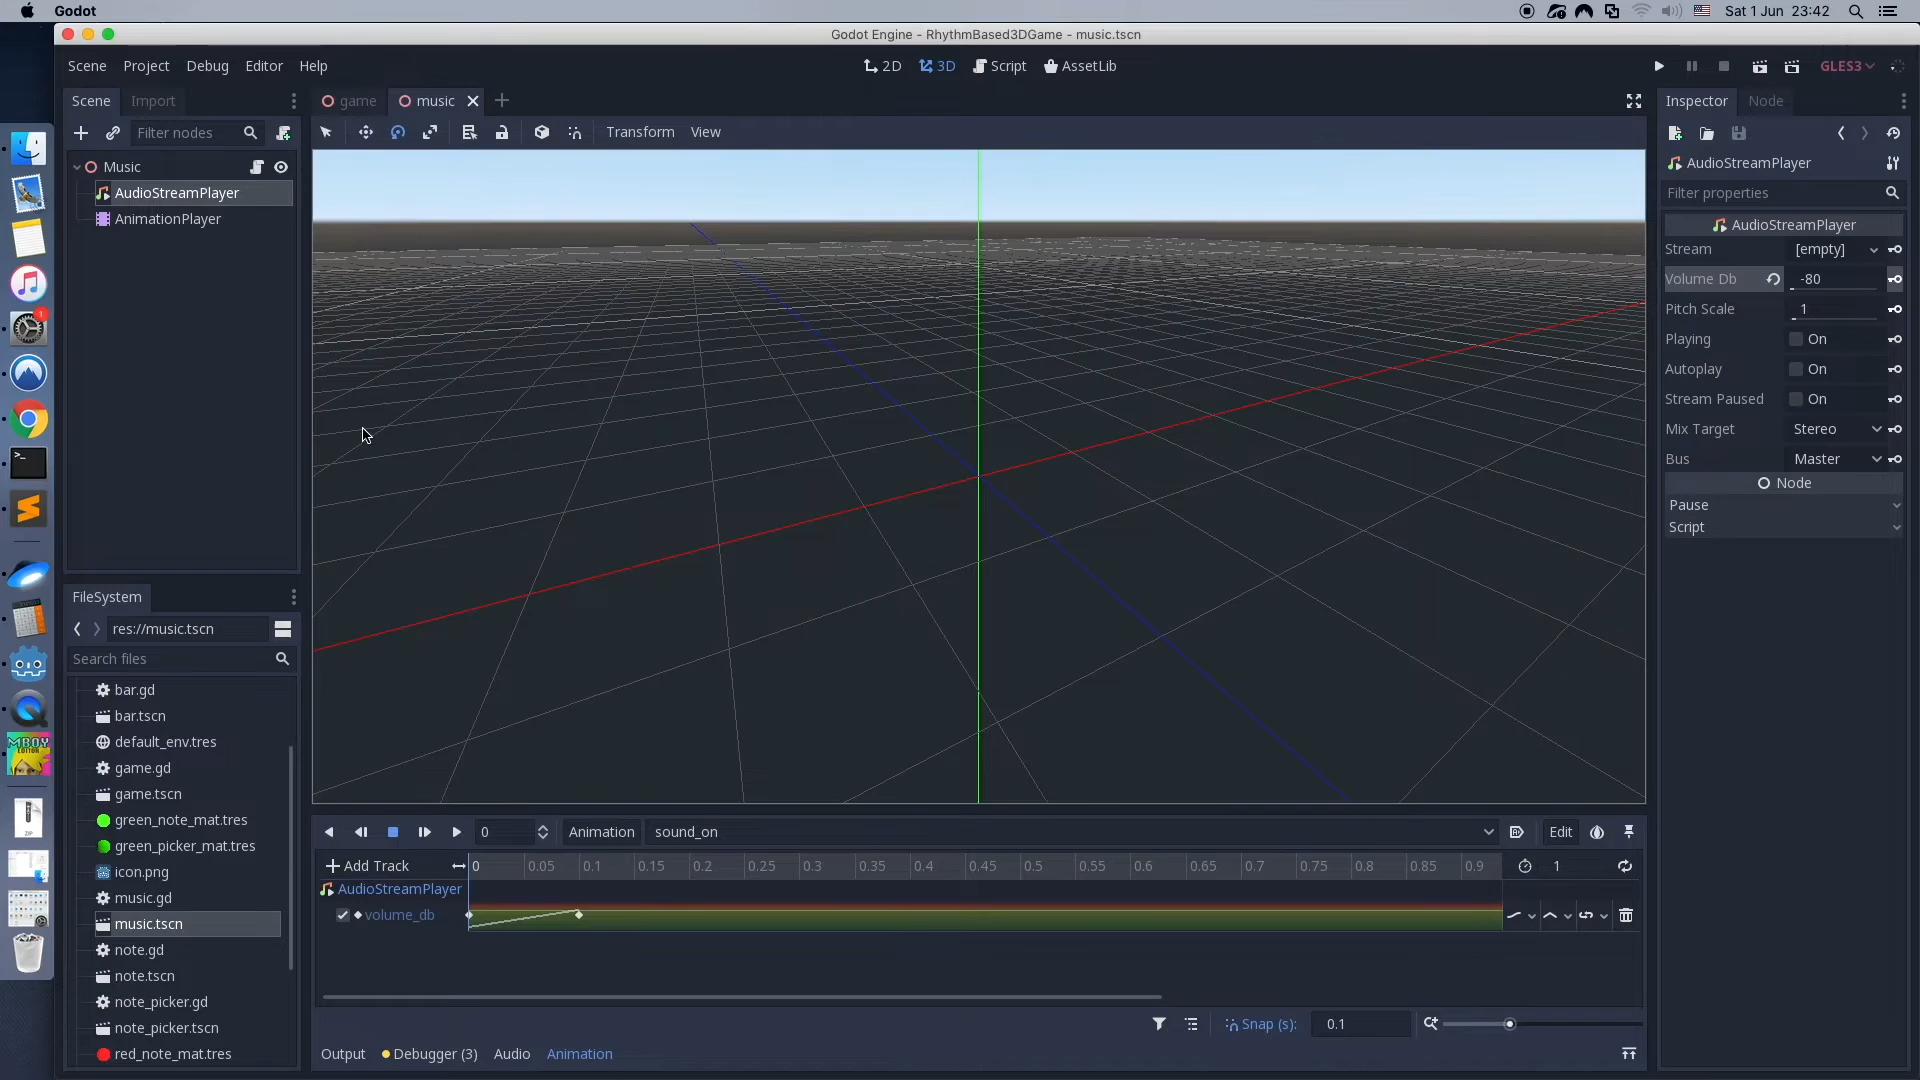 Godot
Sat 1 Jun 23:42
Godot Engine - RhythmBased3DGame - music.tscn
Scene Project Debug Editor Help
2D 3D Script AssetLib
GLES3
Scene Import
game music
Inspector Node
Filter nodes
Transform View
Music
AudioStreamPlayer
AnimationPlayer
AudioStreamPlayer
Filter properties
AudioStreamPlayer
Stream [empty]
Volume Db -80
Pitch Scale 1
Playing On
Autoplay On
Stream Paused On
Mix Target Stereo
Bus Master
Node
Pause
Script
FileSystem
res://music.tscn
Search files
bar.gd
bar.tscn
default_env.tres
game.gd
game.tscn
green_note_mat.tres
green_picker_mat.tres
icon.png
music.gd
music.tscn
note.gd
note.tscn
note_picker.gd
note_picker.tscn
red_note_mat.tres
0 Animation sound_on Edit
Add Track 0 0.05 0.1 0.15 0.2 0.25 0.3 0.35 0.4 0.45 0.5 0.55 0.6 0.65 0.7 0.75 0.8 0.85 0.9 1
AudioStreamPlayer
volume_db
Snap (s): 0.1
Output Debugger (3) Audio Animation
MBOY
EDITION
ZIP
1